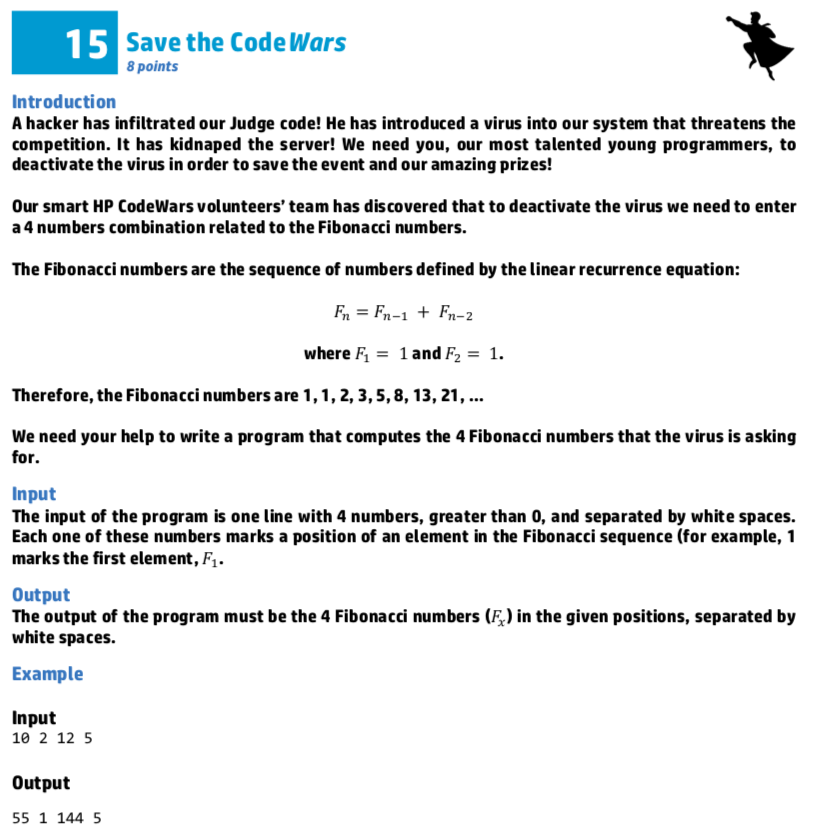 15 Save the CodeWars
8 points
Introduction
A hacker has infiltrated our Judge code! He has introduced a virus into our system that threatens the
competition. It has kidnaped the server! We need you, our most talented young programmers, to
deactivate the virus in order to save the event and our amazing prizes!
Our smart HP CodeWars volunteers' team has discovered that to deactivate the virus we need to enter
a 4 numbers combination related to the Fibonacci numbers.
The Fibonacci numbers are the sequence of numbers defined by the linear recurrence equation:
Fₙ = Fₙ₋₁ + Fₙ₋₂
where F₁ = 1 and F₂ = 1.
Therefore, the Fibonacci numbers are 1, 1, 2, 3, 5, 8, 13, 21, ...
We need your help to write a program that computes the 4 Fibonacci numbers that the virus is asking
for.
Input
The input of the program is one line with 4 numbers, greater than 0, and separated by white spaces.
Each one of these numbers marks a position of an element in the Fibonacci sequence (for example, 1
marks the first element, F₁.
Output
The output of the program must be the 4 Fibonacci numbers (Fₓ) in the given positions, separated by
white spaces.
Example
Input
10 2 12 5
Output
55 1 144 5